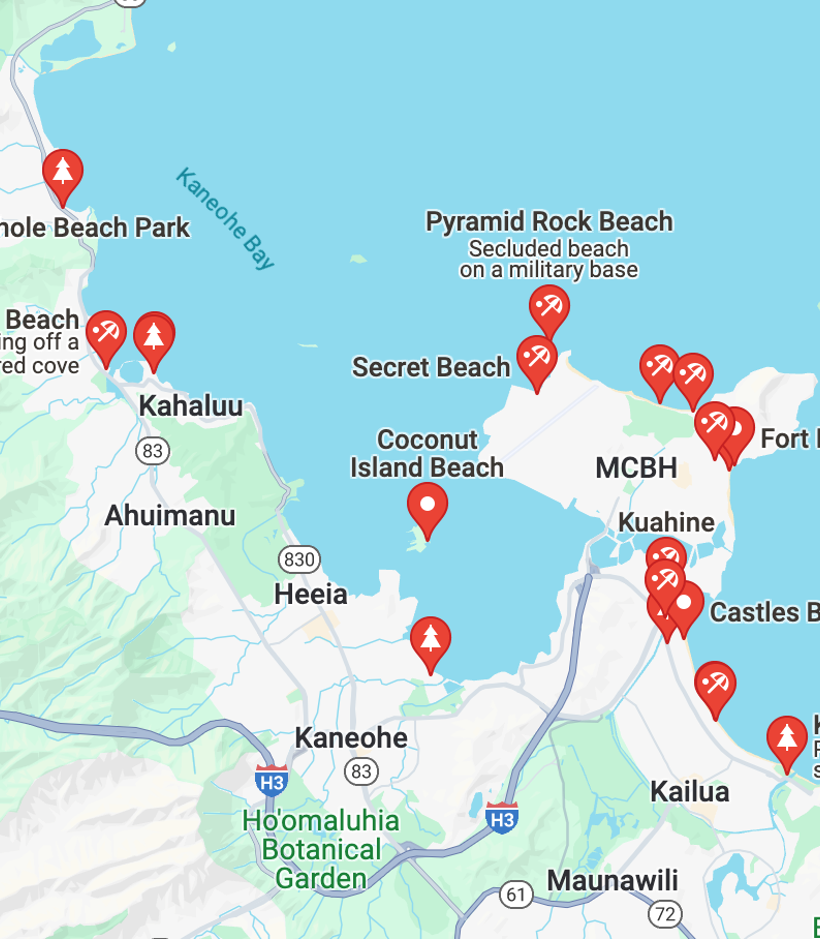 Kaneohe Bay
nole Beach Park
Pyramid Rock Beach
Secluded beach
on a military base
Beach
ing off a
red cove
Secret Beach
Kahaluu
83
Coconut
Island Beach
MCBH
Fort
Ahuimanu
Kuahine
830
Heeia
Castles B
Kaneohe
83
H3
Kailua
Ho'omaluhia
Botanical
Garden
H3
Maunawili
61
72